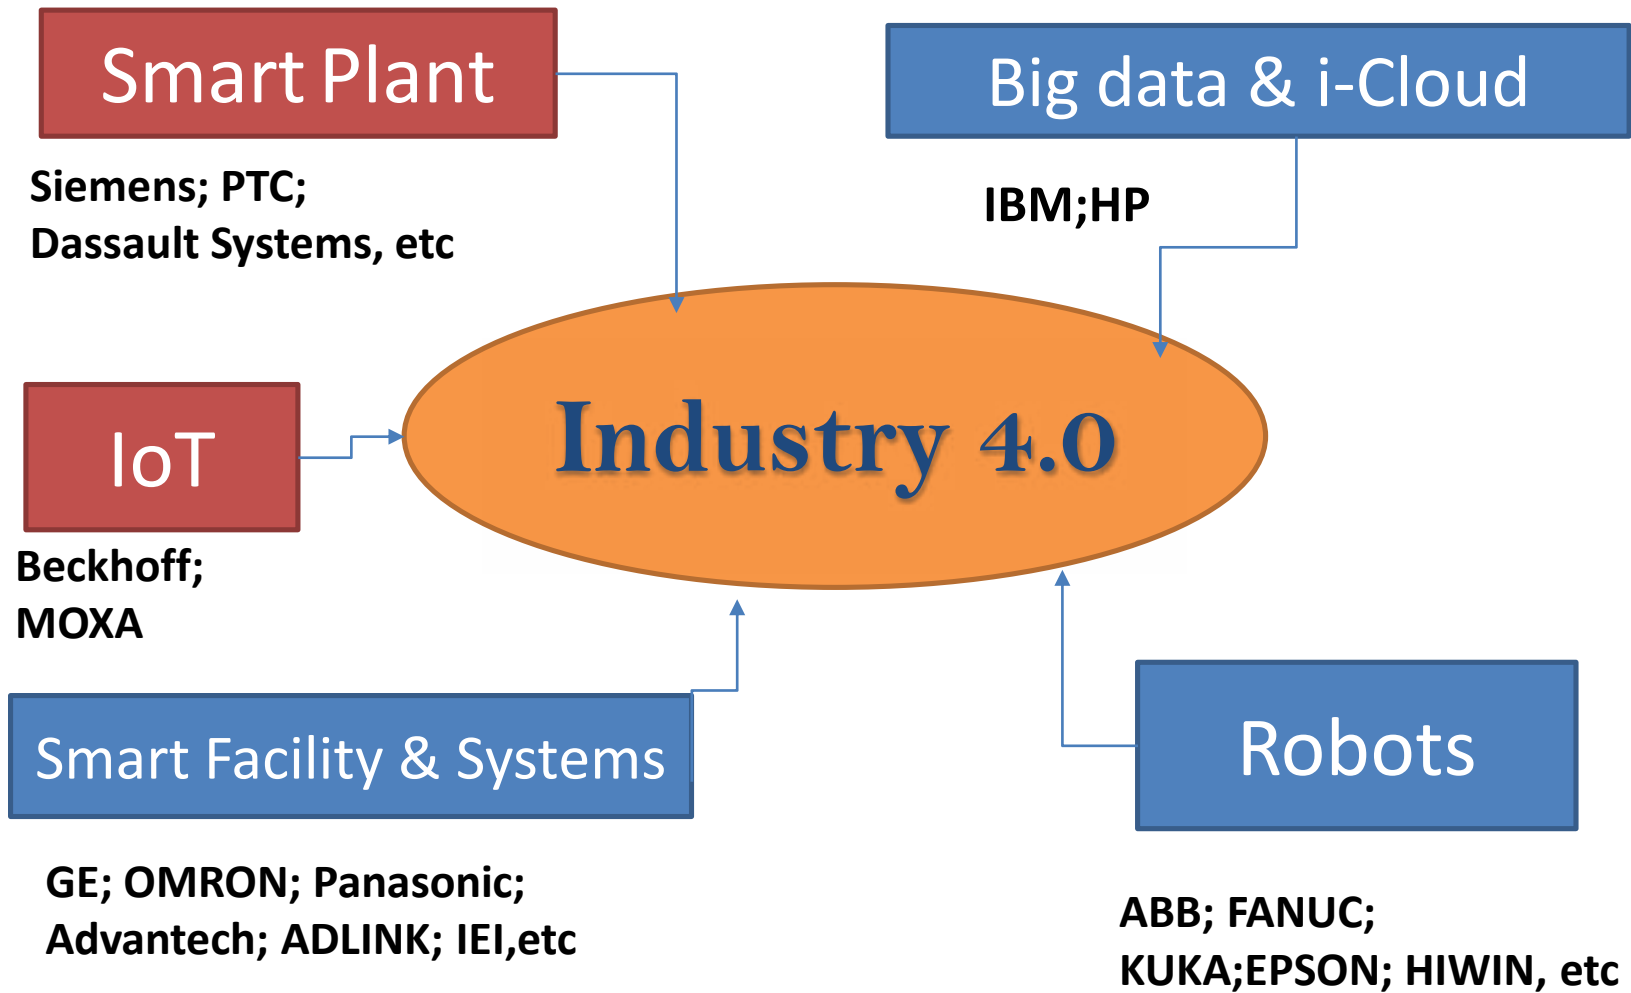 Smart Plant
Big data & i-Cloud
Siemens; PTC;
Dassault Systems, etc
IBM;HP
Industry 4.0
IoT
Beckhoff;
MOXA
Smart Facility & Systems
Robots
GE; OMRON; Panasonic;
Advantech; ADLINK; IEI,etc
ABB; FANUC;
KUKA;EPSON; HIWIN, etc